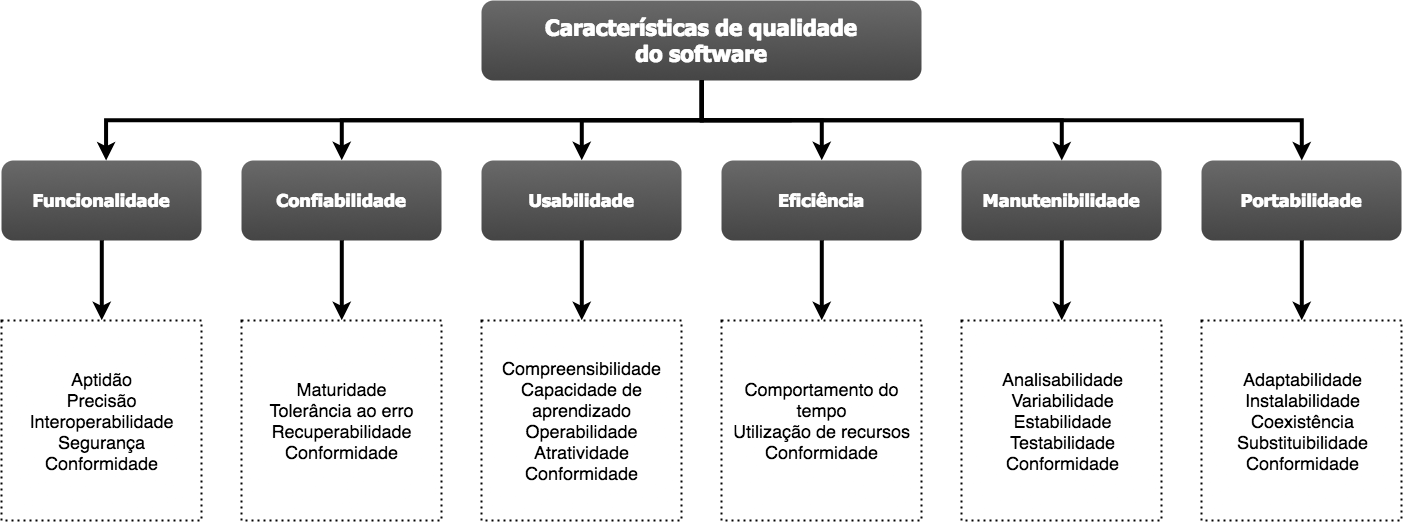 Características de qualidade
do software
Funcionalidade
Confiabilidade
Usabilidade
Eficiência
Manutenibilidade
Portabilidade
Aptidão
Precisão
Interoperabilidade
Segurança
Conformidade
Maturidade
Tolerância ao erro
Recuperabilidade
Conformidade
Compreensibilidade
Capacidade de
aprendizado
Operabilidade
Atratividade
Conformidade
Comportamento do
tempo
Utilização de recursos
Conformidade
Analisabilidade
Variabilidade
Estabilidade
Testabilidade
Conformidade
Adaptabilidade
Instalabilidade
Coexistência
Substituibilidade
Conformidade